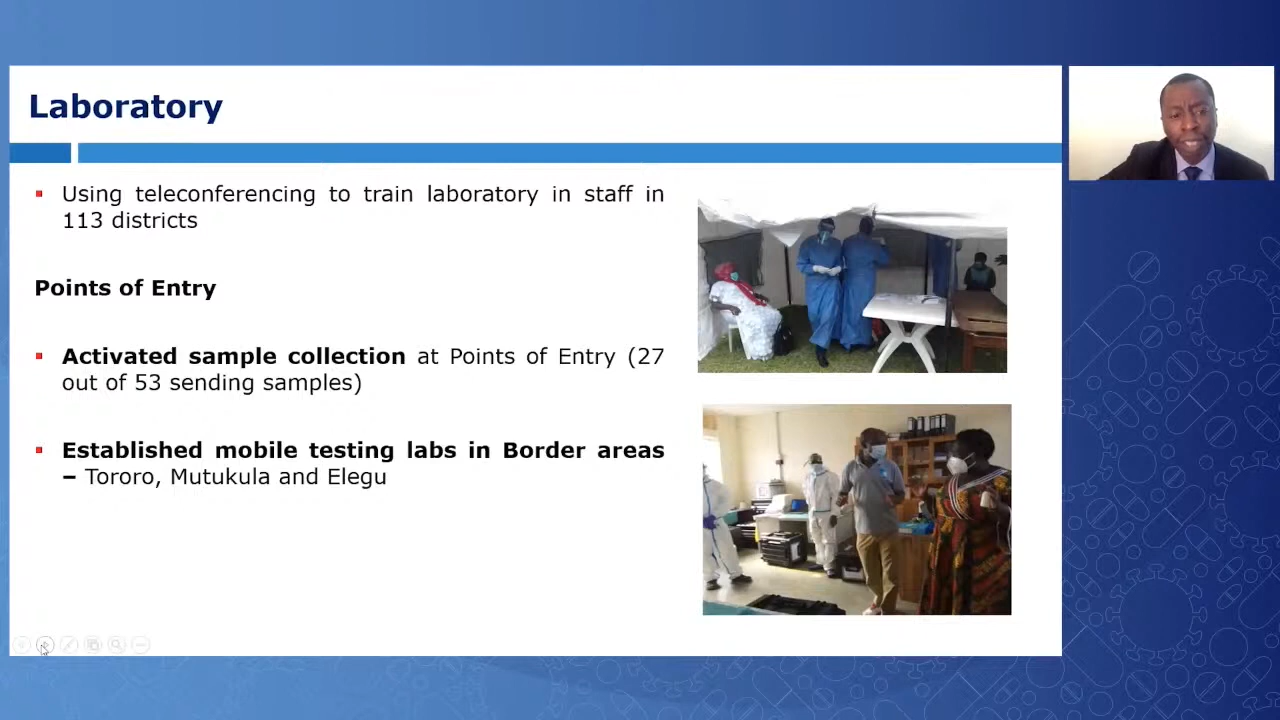 Laboratory
Using teleconferencing to train laboratory in staff in
113 districts
Points of Entry
Activated sample collection at Points of Entry (27
out of 53 sending samples)
Established mobile testing labs in Border areas
– Tororo, Mutukula and Elegu